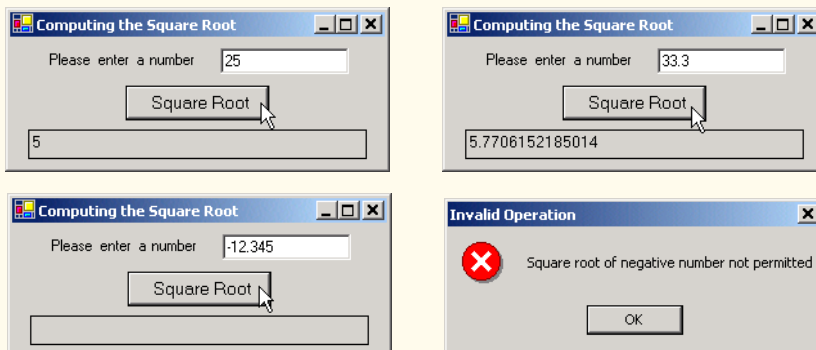 Computing the Square Root
Please enter a number 25
Square Root
5
Computing the Square Root
Please enter a number 33.3
Square Root
5.7706152185014
Computing the Square Root
Please enter a number -12.345
Square Root
Invalid Operation
Square root of negative number not permitted
OK